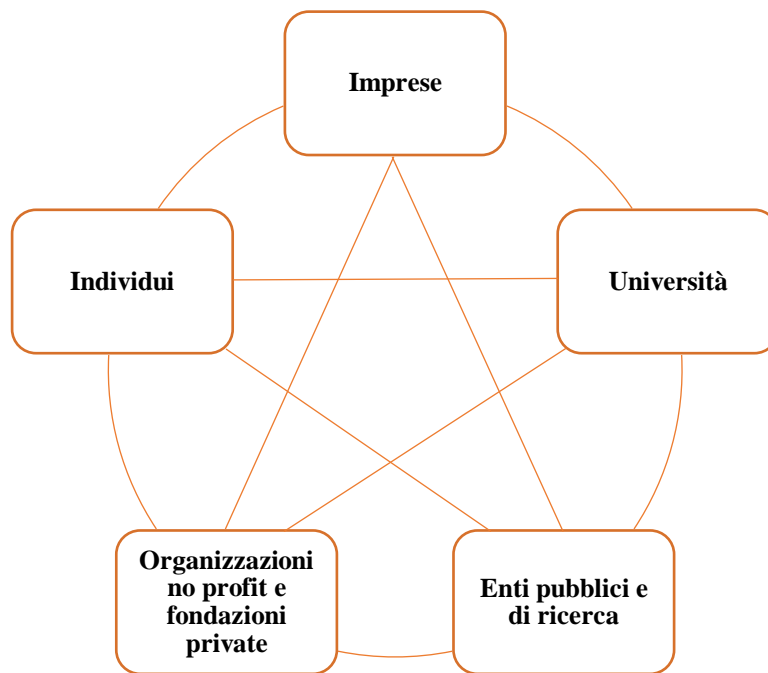 Imprese
Individui
Università
Organizzazioni
no profit e
fondazioni
private
Enti pubblici e
di ricerca